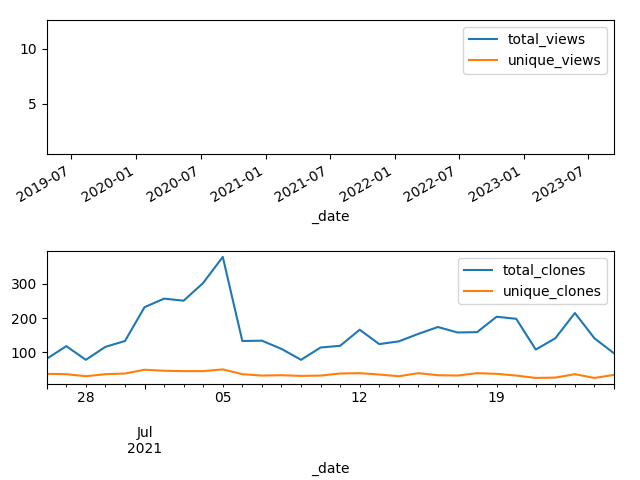 10
5
total_views
unique_views
2019-07
2020-01
2020-07
2021-01
2021-07
2022-01
2022-07
2023-01
2023-07
_date
300
200
100
total_clones
unique_clones
28
05
12
19
Jul
2021
_date